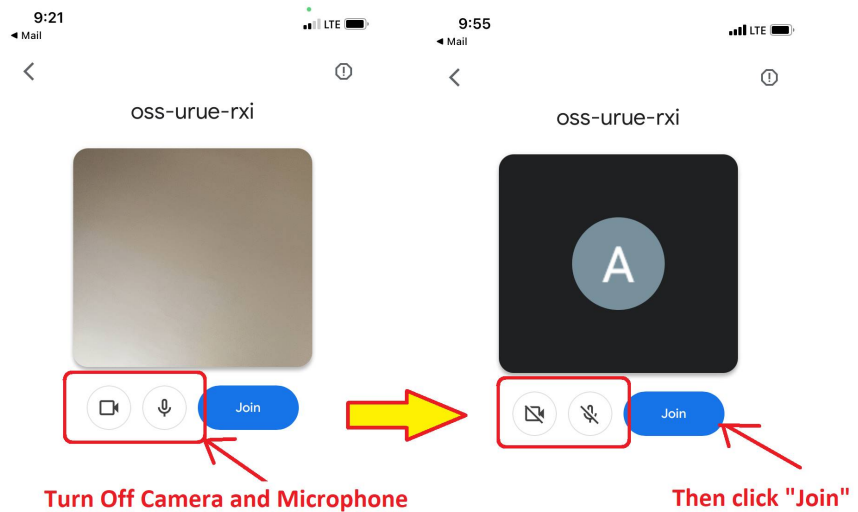 9:21
◀ Mail
LTE
oss-urue-rxi
Join
Turn Off Camera and Microphone
9:55
◀ Mail
LTE
oss-urue-rxi
A
Join
Then click "Join"